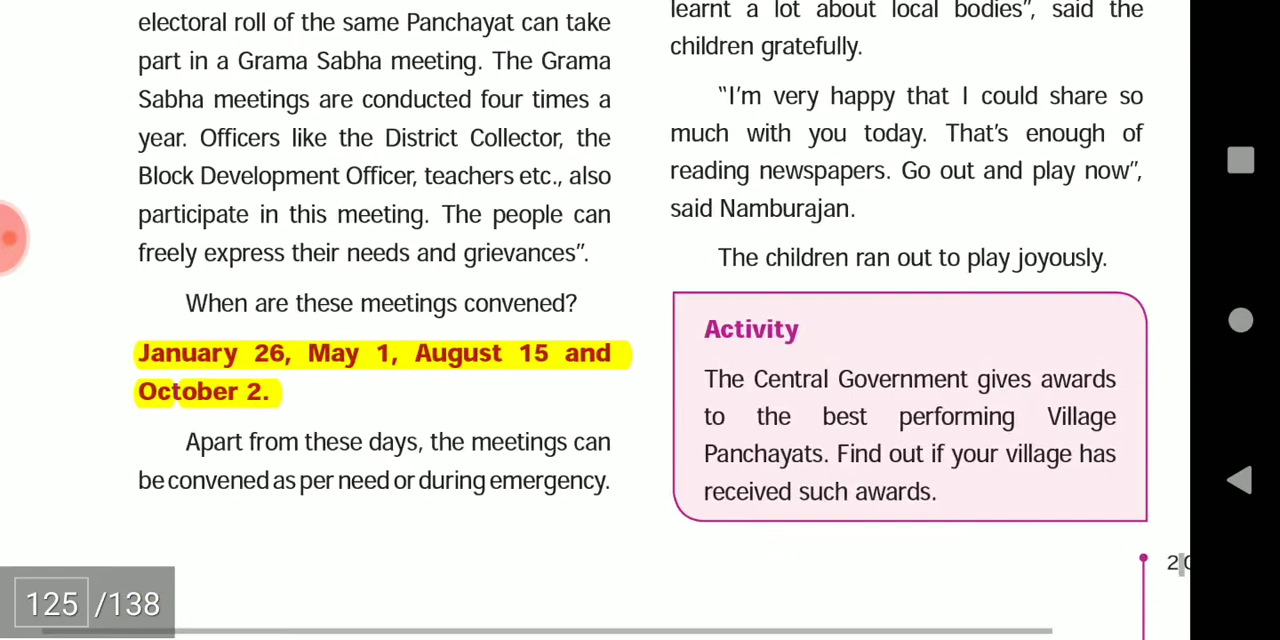 electoral roll of the same Panchayat can take
part in a Grama Sabha meeting. The Grama
Sabha meetings are conducted four times a
year. Officers like the District Collector, the
Block Development Officer, teachers etc., also
participate in this meeting. The people can
freely express their needs and grievances”.
When are these meetings convened?
January 26, May 1, August 15 and
October 2.
Apart from these days, the meetings can
be convened as per need or during emergency.
learnt a lot about local bodies”, said the
children gratefully.
“I’m very happy that I could share so
much with you today. That’s enough of
reading newspapers. Go out and play now”,
said Namburajan.
The children ran out to play joyously.
Activity
The Central Government gives awards
to the best performing Village
Panchayats. Find out if your village has
received such awards.
125 /138